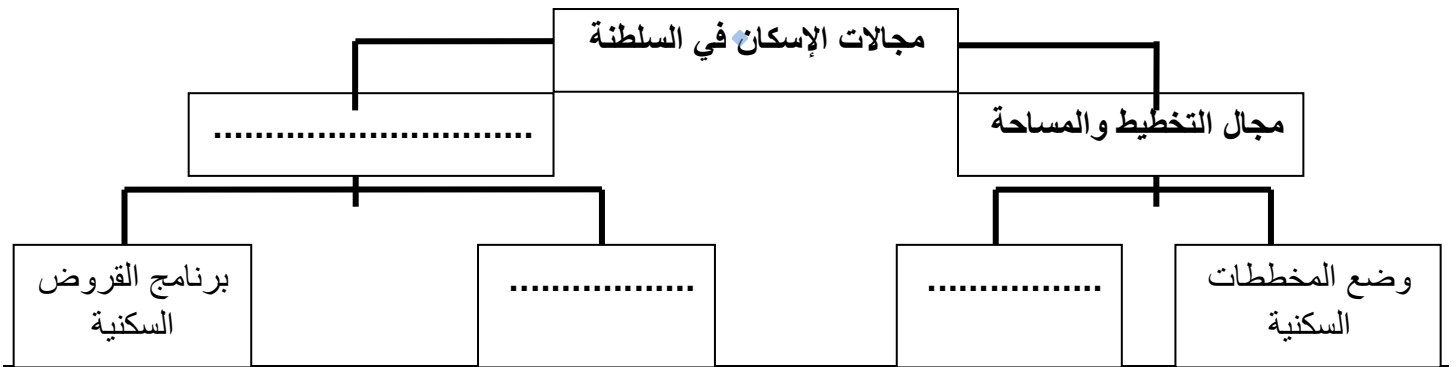 مجالات الإسكان في السلطنة
مجال التخطيط والمساحة
...............................
وضع المخططات
السكنية
.................
.................
برنامج القروض
السكنية